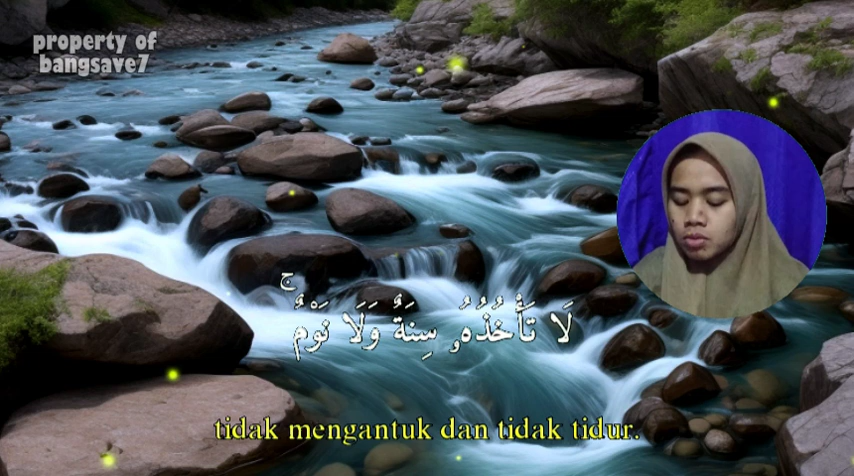 property of
bangsave7
لَا تَأْخُذُهُۥ سِنَةٌ وَلَا نَوْمٌ ۚ
tidak mengantuk dan tidak tidur.